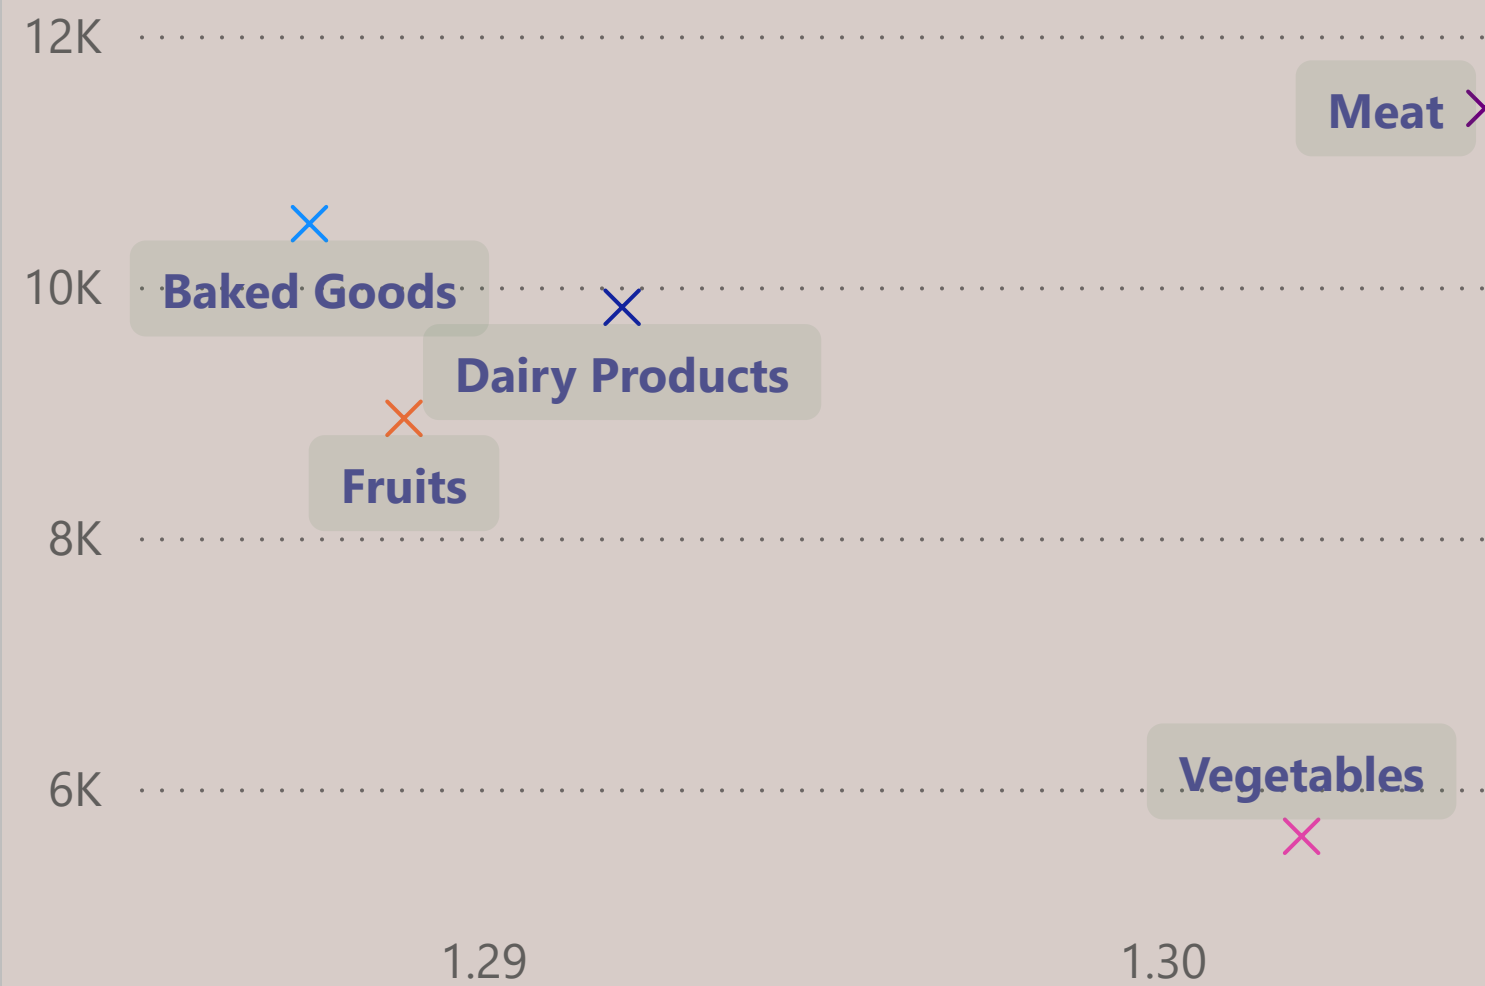 12K
Meat
10K
Baked Goods
Dairy Products
Fruits
8K
Vegetables
6K
1.29
1.30